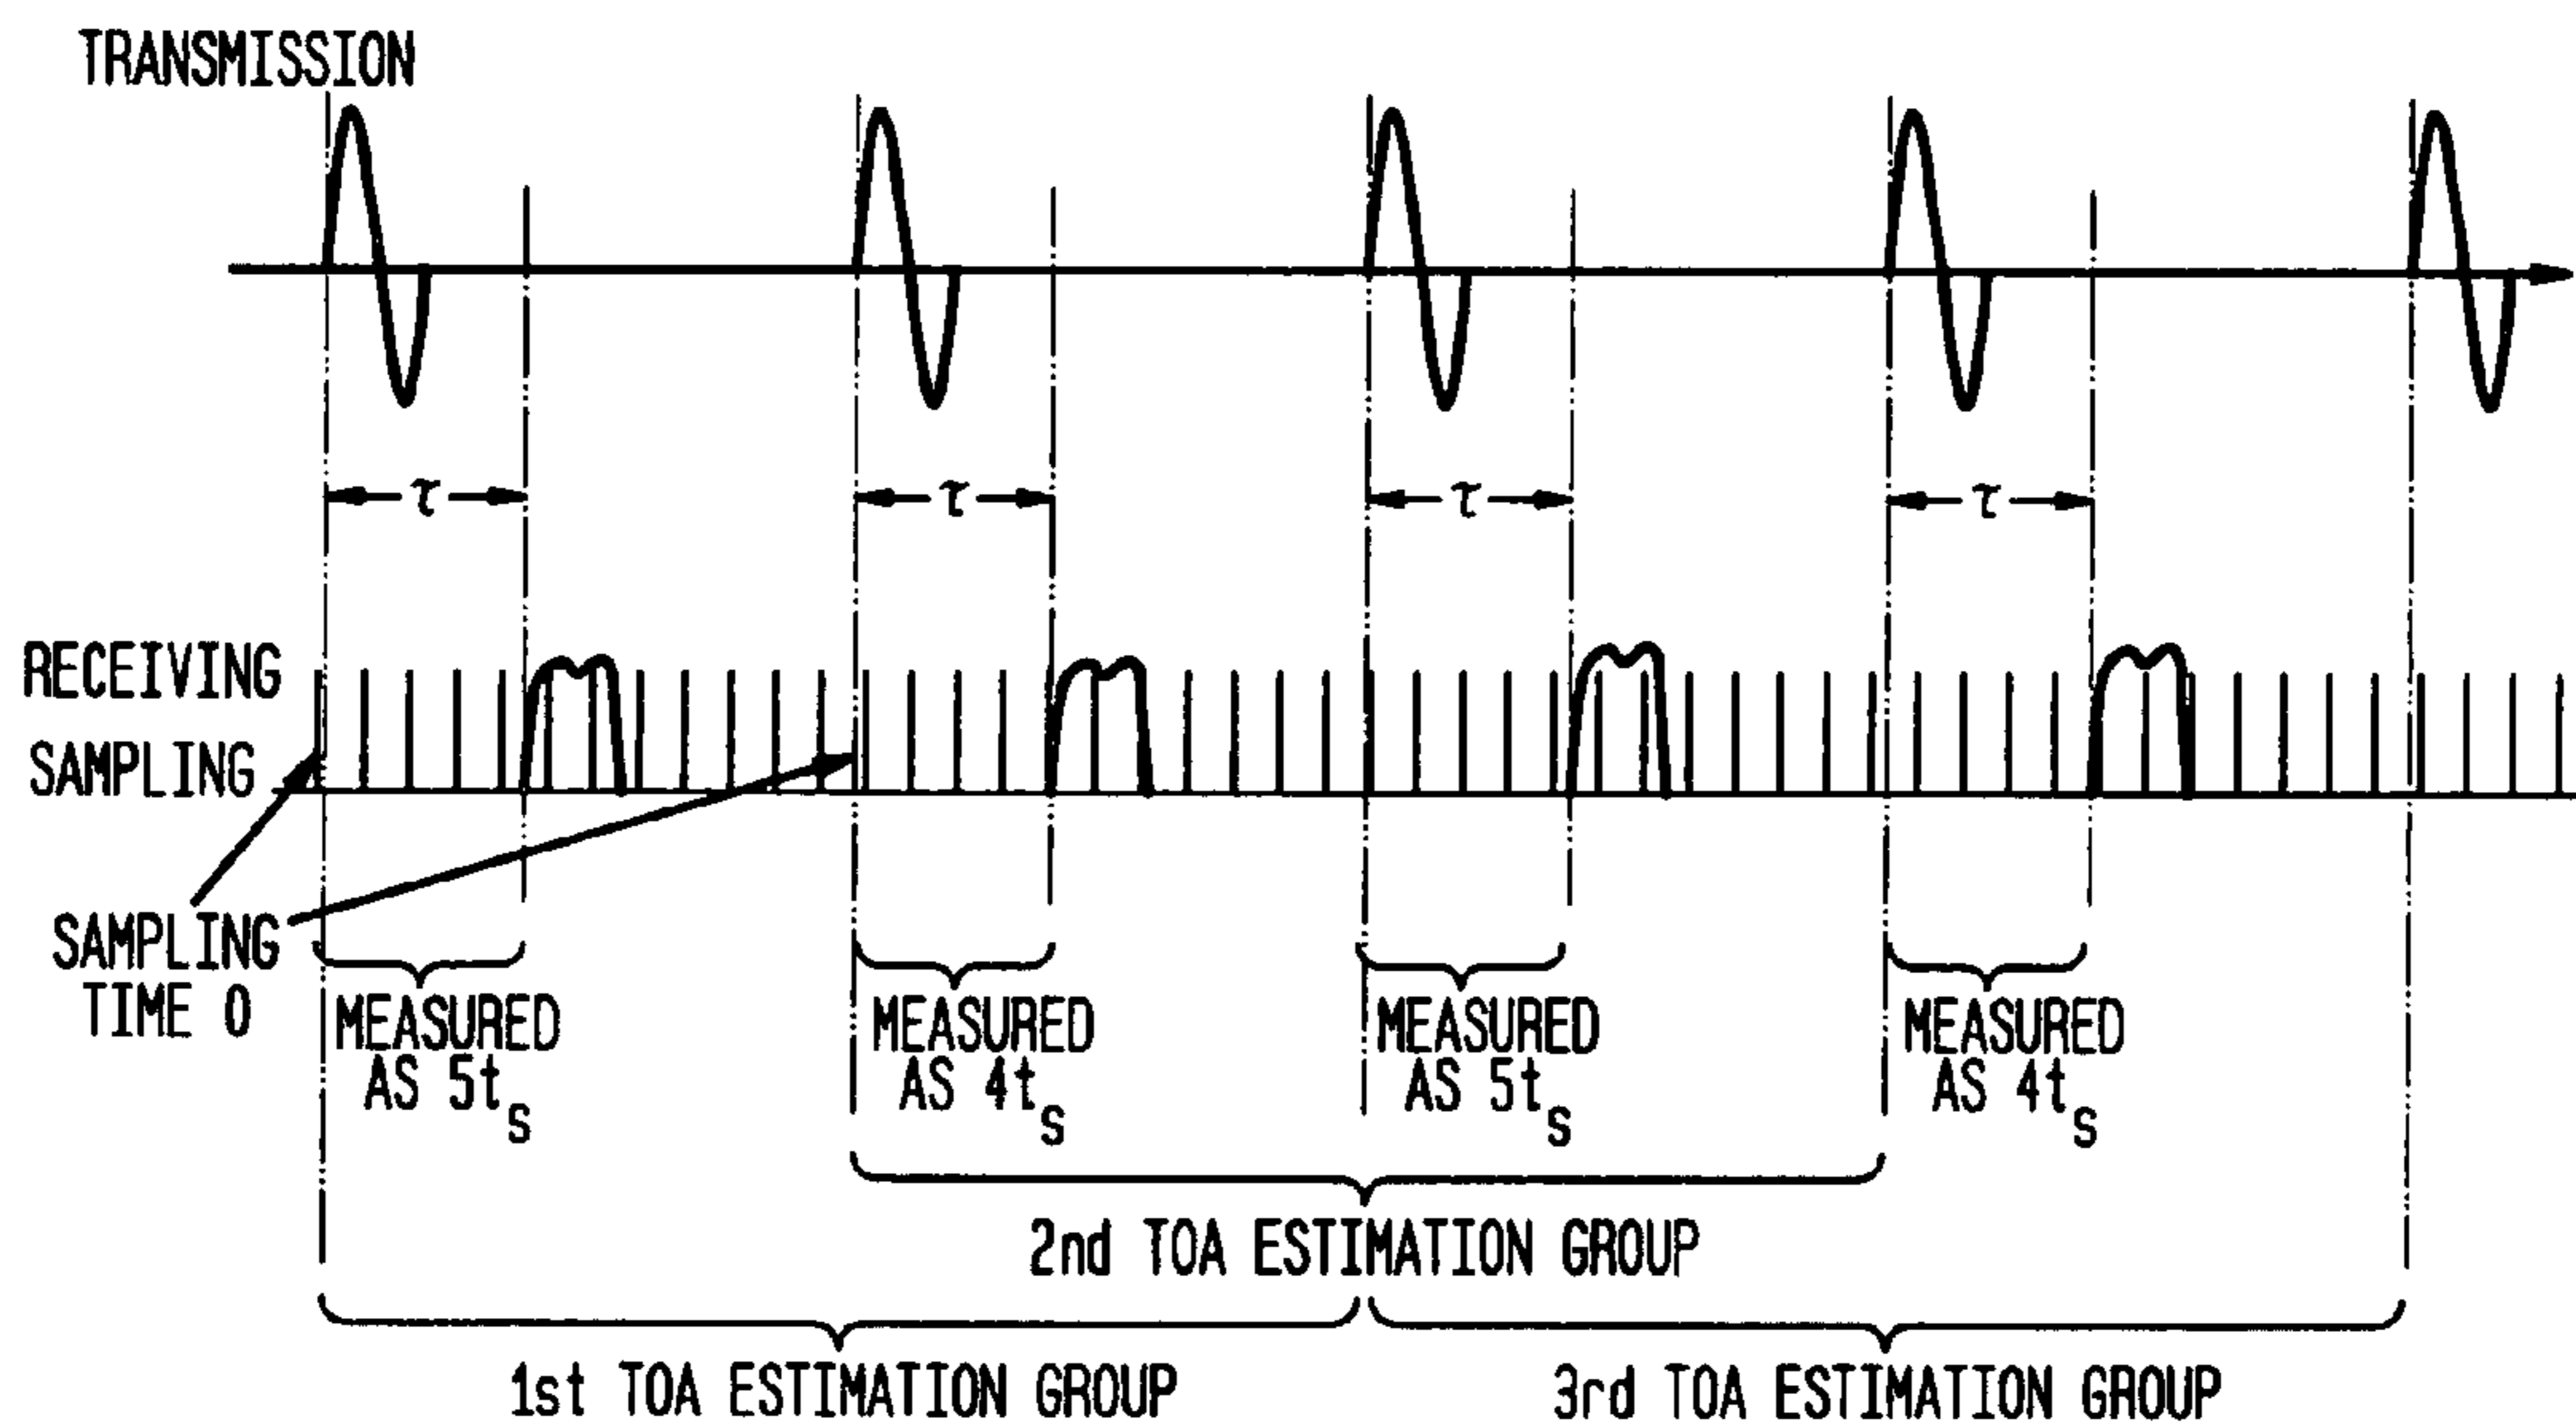 TRANSMISSION
τ τ τ τ
RECEIVING
SAMPLING
SAMPLING
TIME 0
MEASURED
AS 5ts
MEASURED
AS 4ts
MEASURED
AS 5ts
MEASURED
AS 4ts
2nd TOA ESTIMATION GROUP
1st TOA ESTIMATION GROUP
3rd TOA ESTIMATION GROUP